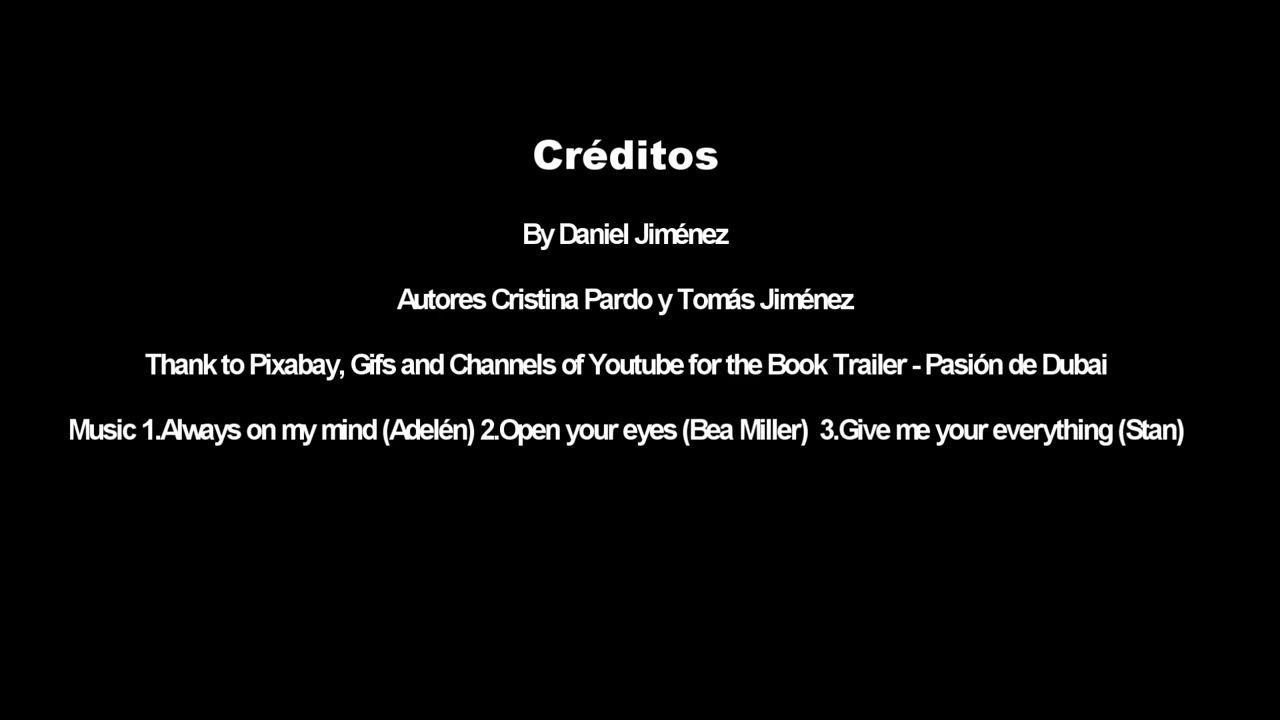 Créditos
By Daniel Jiménez
Autores Cristina Pardo y Tomás Jiménez
Thank to Pixabay, Gifs and Channels of Youtube for the Book Trailer - Pasión de Dubai
Music 1.Always on my mind (Adelén) 2.Open your eyes (Bea Miller)  3.Give me your everything (Stan)